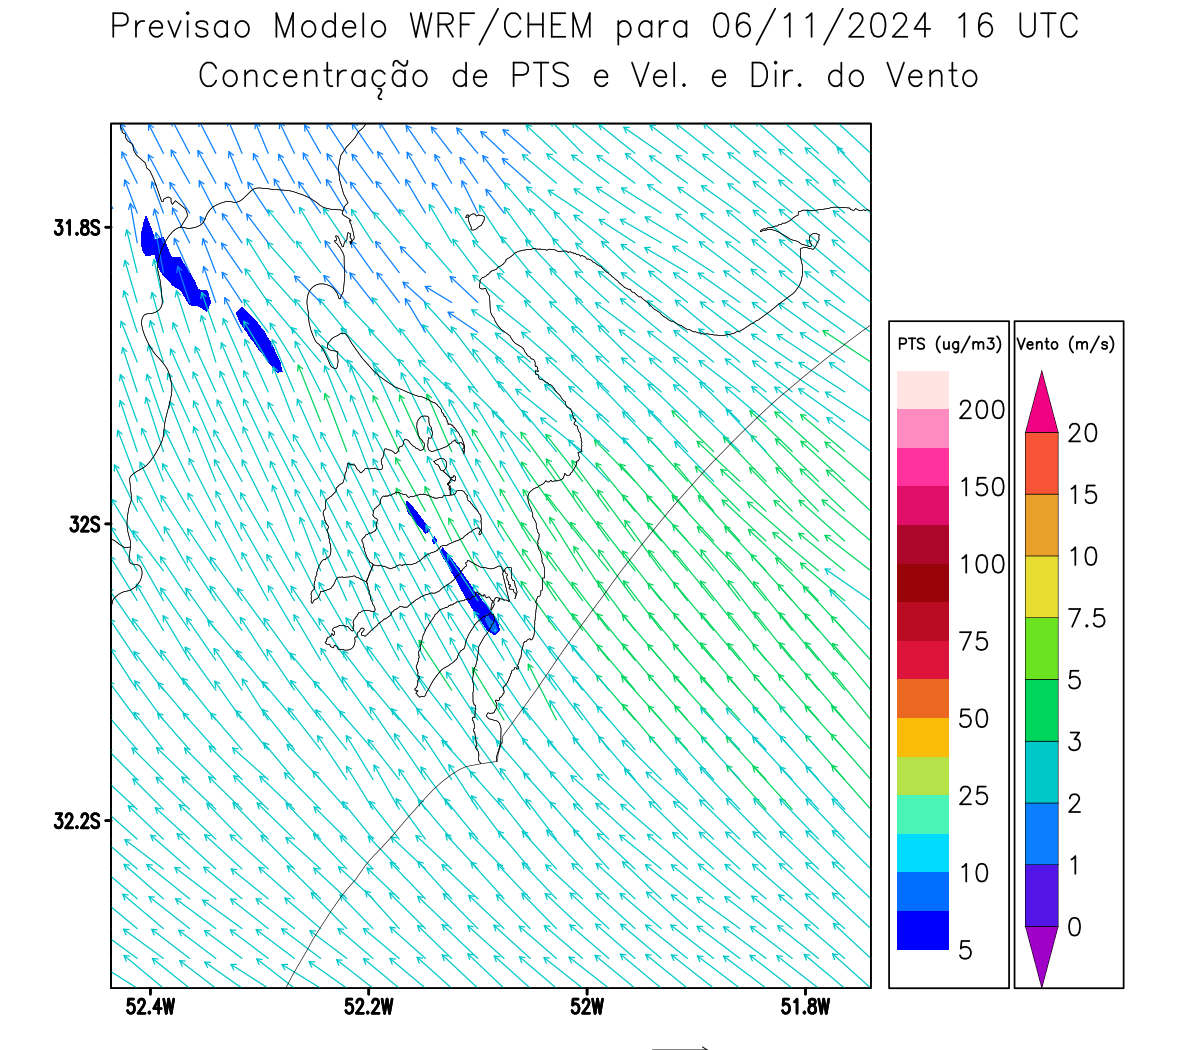 Previsao Modelo WRF/CHEM para 06/11/2024 16 UTC
Concentração de PTS e Vel. e Dir. do Vento
31.8S
32S
32.2S
52.4W 52.2W 52W 51.8W
PTS (ug/m3)
200
150
100
75
50
25
10
5
Vento (m/s)
20
15
10
7.5
5
3
2
1
0